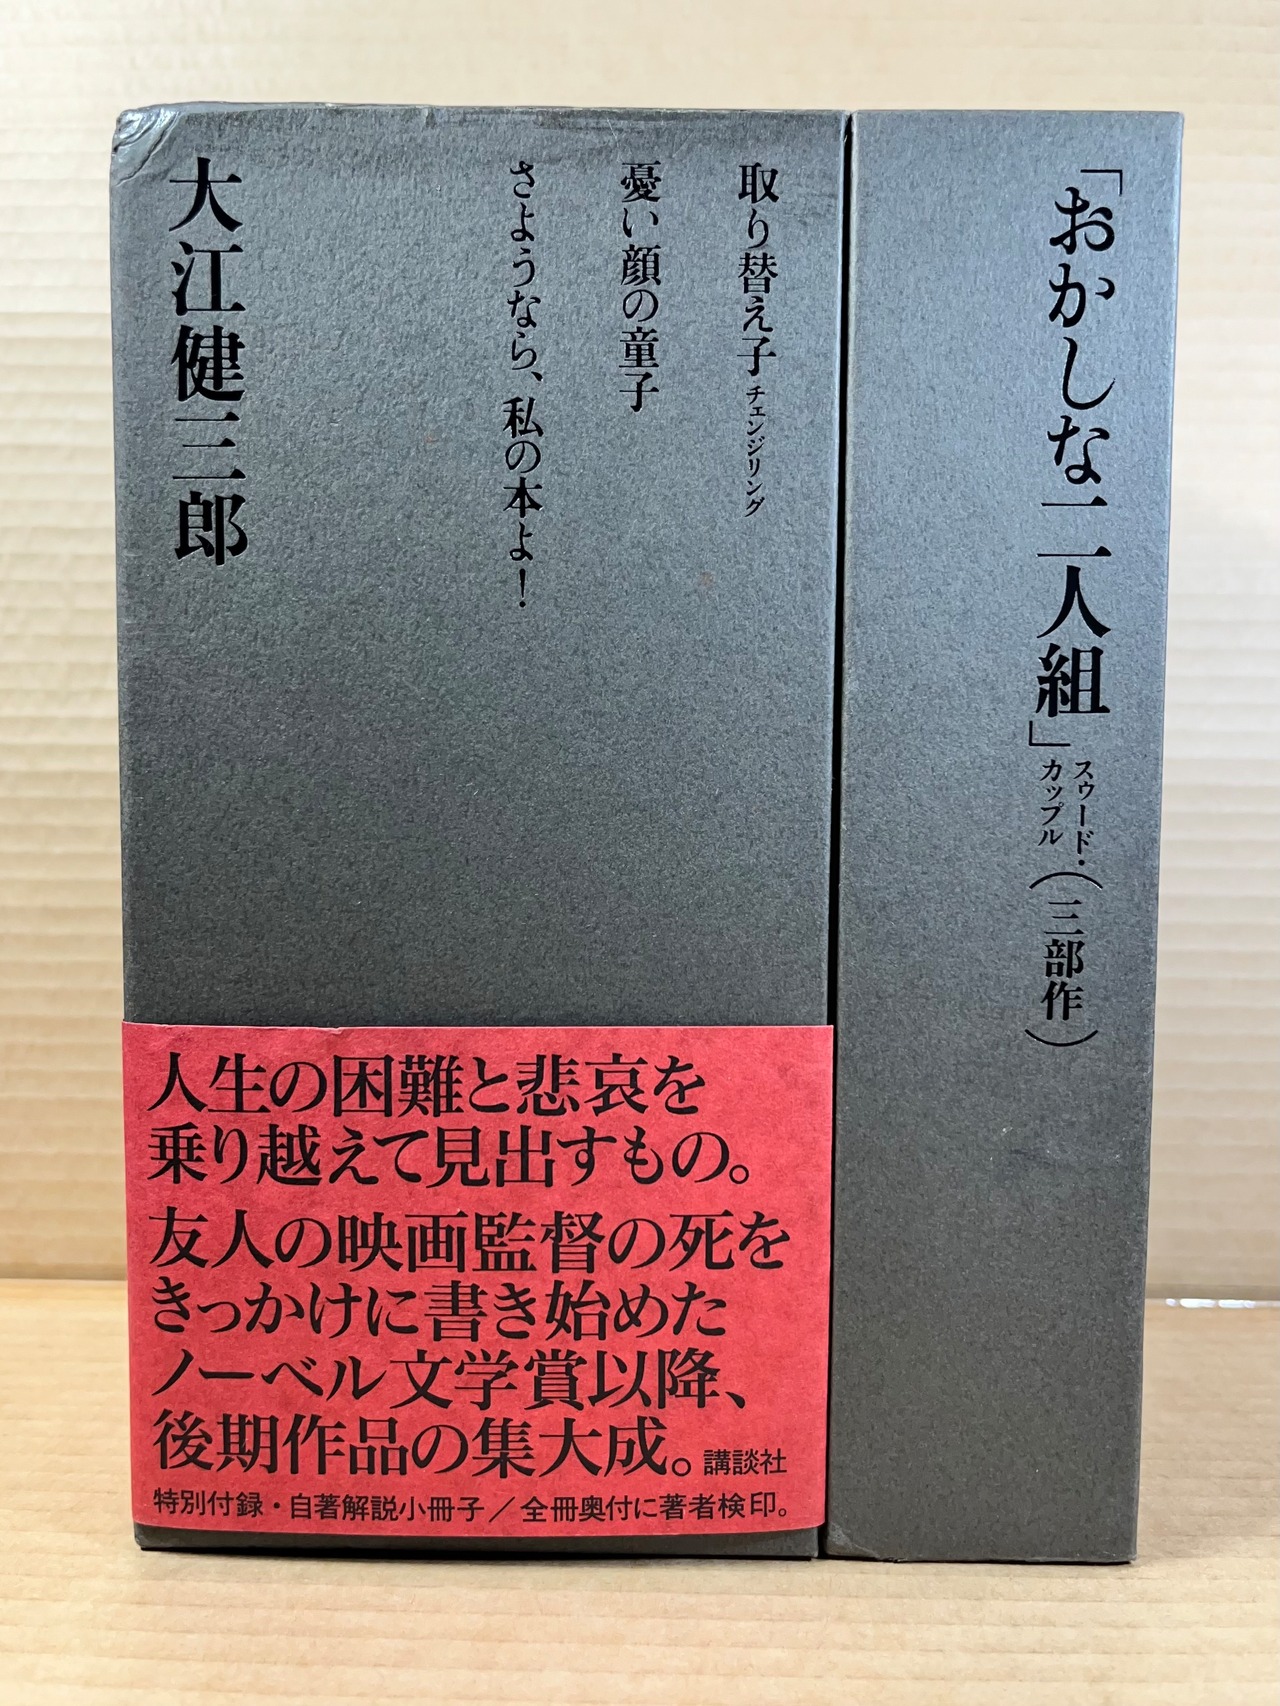 「おかしな二人組」スゥード・カップル(三部作)
取り替え子 チェンジリング
憂い顔の童子
さようなら、私の本よ!
大江健三郎
人生の困難と悲哀を
乗り越えて見出すもの。
友人の映画監督の死を
きっかけに書き始めた
ノーベル文学賞以降、
後期作品の集大成。講談社
特別付録・自著解説小冊子/全冊奥付に著者検印。